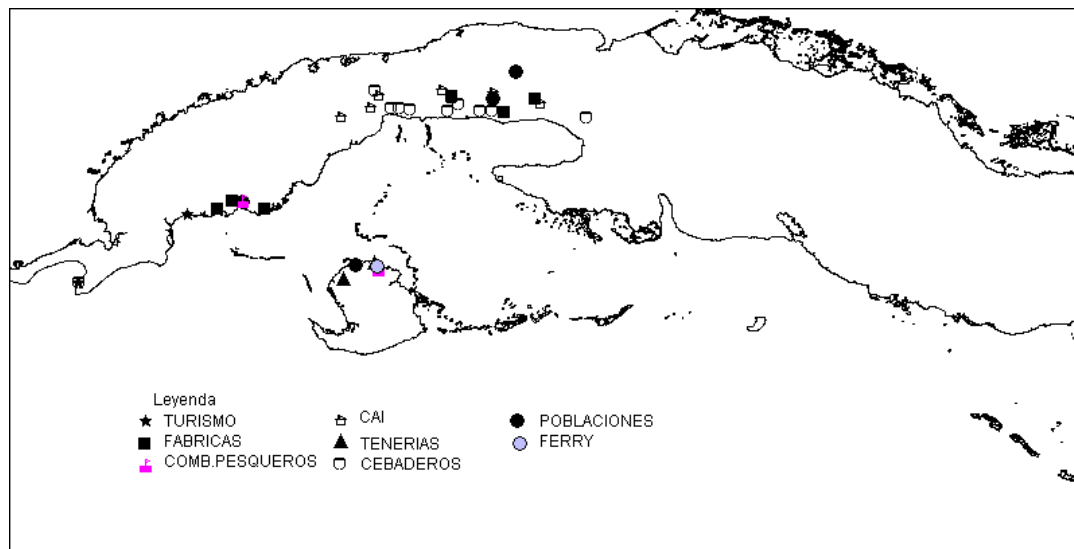 Leyenda
TURISMO
FABRICAS
COMB.PESQUEROS
CAI
TENERIAS
CEBADEROS
POBLACIONES
FERRY